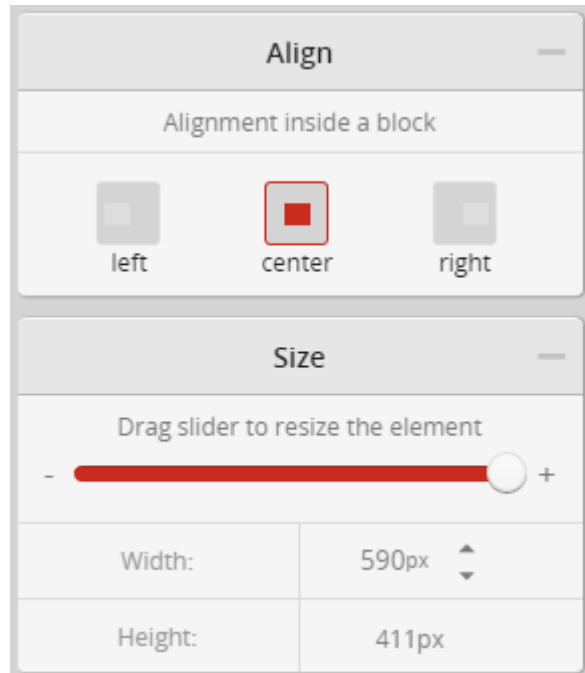 Align
Alignment inside a block
left center right
Size
Drag slider to resize the element
- +
Width: 590px
Height: 411px